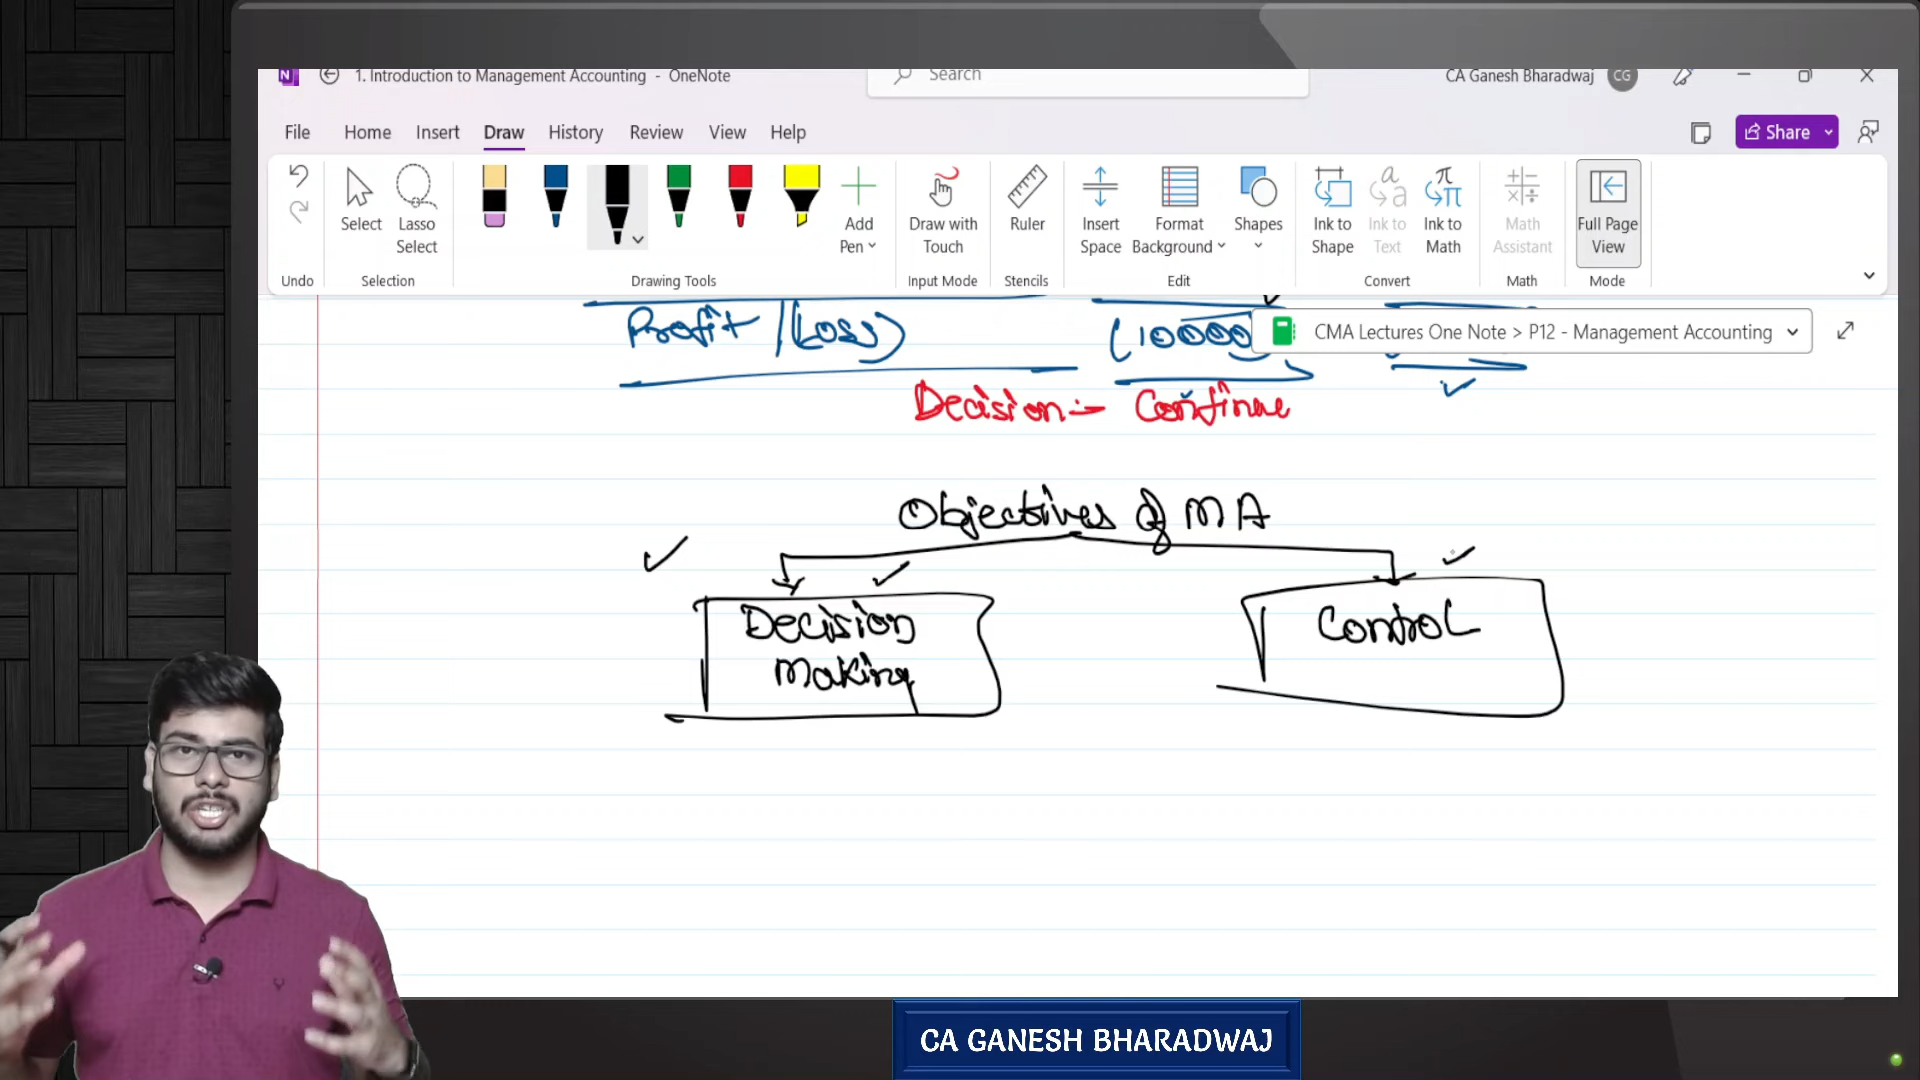 1. Introduction to Management Accounting - OneNote
Search
CA Ganesh Bharadwaj CG
File Home Insert Draw History Review View Help
Share
Undo
Select
Lasso Select
Selection
Drawing Tools
Add Pen
Draw with Touch
Input Mode
Ruler
Stencils
Insert Space
Format Background
Shapes
Edit
Ink to Shape
Ink to Text
Ink to Math
Convert
Math Assistant
Math
Full Page View
Mode
CMA Lectures One Note > P12 - Management Accounting
Profit / (Loss) (10000)
Decision :- Continue
Objectives of MA
Decision Making
Control
CA GANESH BHARADWAJ